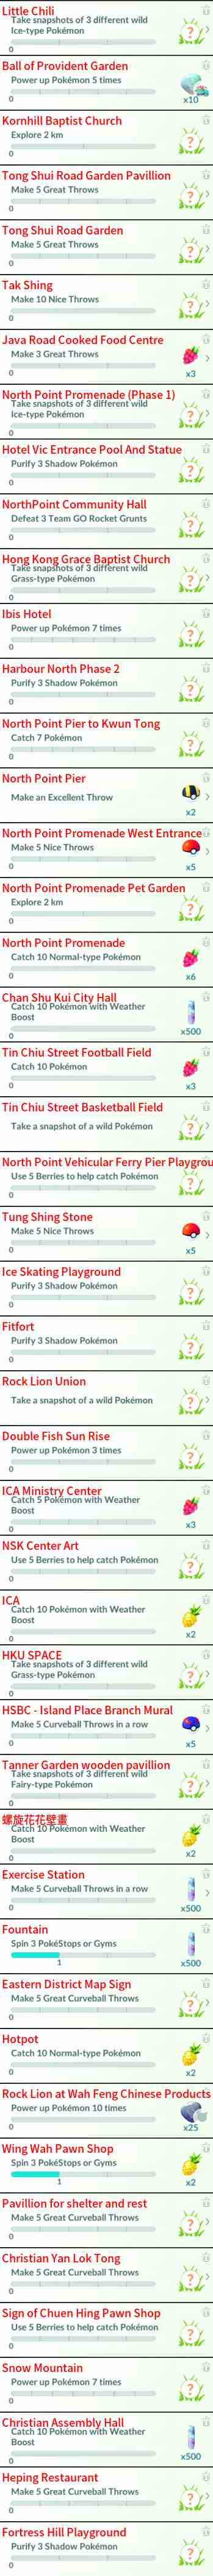 Little Chili
Take snapshots of 3 different wild
Ice-type Pokémon
0
Ball of Provident Garden
Power up Pokémon 5 times
0
x10
Kornhill Baptist Church
Explore 2 km
0
Tong Shui Road Garden Pavillion
Make 5 Great Throws
0
Tong Shui Road Garden
Make 5 Great Throws
0
Tak Shing
Make 10 Nice Throws
0
Java Road Cooked Food Centre
Make 3 Great Throws
0
x3
North Point Promenade (Phase 1)
Take snapshots of 3 different wild
Ice-type Pokémon
0
Hotel Vic Entrance Pool And Statue
Purify 3 Shadow Pokémon
0
NorthPoint Community Hall
Defeat 3 Team GO Rocket Grunts
0
Hong Kong Grace Baptist Church
Take snapshots of 3 different wild
Grass-type Pokémon
0
Ibis Hotel
Power up Pokémon 7 times
0
Harbour North Phase 2
Purify 3 Shadow Pokémon
0
North Point Pier to Kwun Tong
Catch 7 Pokémon
0
North Point Pier
Make an Excellent Throw
x2
North Point Promenade West Entrance
Make 5 Nice Throws
0
x5
North Point Promenade Pet Garden
Explore 2 km
0
North Point Promenade
Catch 10 Normal-type Pokémon
0
x6
Chan Shu Kui City Hall
Catch 10 Pokémon with Weather
Boost
0
x500
Tin Chiu Street Football Field
Catch 10 Pokémon
0
x3
Tin Chiu Street Basketball Field
Take a snapshot of a wild Pokémon
North Point Vehicular Ferry Pier Playgrou
Use 5 Berries to help catch Pokémon
0
Tung Shing Stone
Make 5 Nice Throws
0
x5
Ice Skating Playground
Purify 3 Shadow Pokémon
0
Fitfort
Purify 3 Shadow Pokémon
0
Rock Lion Union
Take a snapshot of a wild Pokémon
Double Fish Sun Rise
Power up Pokémon 3 times
0
ICA Ministry Center
Catch 5 Pokémon with Weather
Boost
0
x3
NSK Center Art
Use 5 Berries to help catch Pokémon
0
ICA
Catch 10 Pokémon with Weather
Boost
0
x2
HKU SPACE
Take snapshots of 3 different wild
Grass-type Pokémon
0
HSBC - Island Place Branch Mural
Make 5 Curveball Throws in a row
0
x5
Tanner Garden wooden pavillion
Take snapshots of 3 different wild
Fairy-type Pokémon
0
螺旋花花壁畫
Catch 10 Pokémon with Weather
Boost
0
x2
Exercise Station
Make 5 Curveball Throws in a row
0
x500
Fountain
Spin 3 PokéStops or Gyms
1
x500
Eastern District Map Sign
Make 5 Great Curveball Throws
0
Hotpot
Catch 10 Normal-type Pokémon
0
x2
Rock Lion at Wah Feng Chinese Products
Power up Pokémon 10 times
0
x25
Wing Wah Pawn Shop
Spin 3 PokéStops or Gyms
1
x2
Pavillion for shelter and rest
Make 5 Great Curveball Throws
0
Christian Yan Lok Tong
Make 5 Great Curveball Throws
0
Sign of Chuen Hing Pawn Shop
Use 5 Berries to help catch Pokémon
0
Snow Mountain
Power up Pokémon 7 times
0
Christian Assembly Hall
Catch 10 Pokémon with Weather
Boost
0
x500
Heping Restaurant
Make 5 Great Curveball Throws
0
Fortress Hill Playground
Purify 3 Shadow Pokémon
0